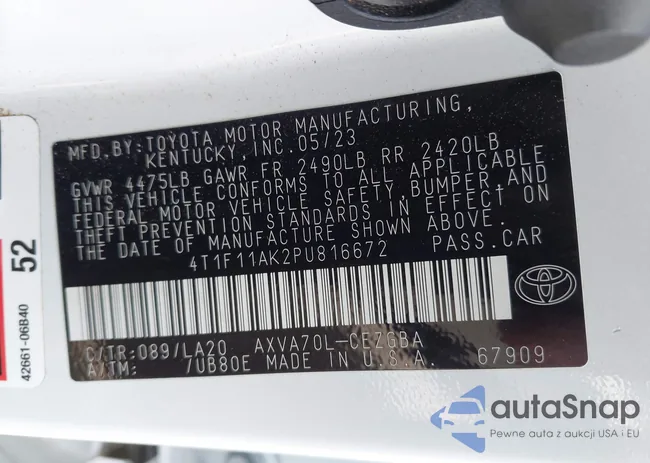 MFD.BY:TOYOTA MOTOR MANUFACTURING,
KENTUCKY,INC.05/23
GVWR 4475LB GAWR FR 2490LB RR 2420LB
THIS VEHICLE CONFORMS TO ALL APPLICABLE
FEDERAL MOTOR VEHICLE SAFETY,BUMPER,AND
THEFT PREVENTION STANDARDS IN EFFECT ON
THE DATE OF MANUFACTURE SHOWN ABOVE.
4T1F11AK2PU816672 PASS.CAR
C/TR:089/LA20 AXVA70L-CEZGBA
A/TM: 7UB80E MADE IN U.S.A. 67909
52
42661-06B40
autaSnap
Pewne auta z aukcji USA i EU